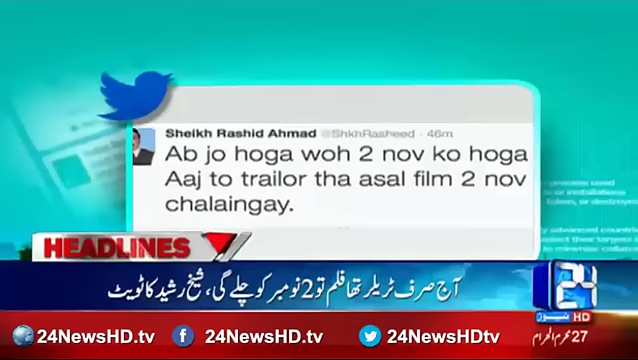 Sheikh Rashid Ahmad @ShkhRasheed · 46m
Ab jo hoga woh 2 nov ko hoga
Aaj to trailor tha asal film 2 nov
chalaingay.
HEADLINES
آج صرف ٹریلر تھا فلم تو 2 نومبر کو چلے گی، شیخ رشید کا ٹویٹ
24
نیوز HD
24NewsHD.tv 24NewsHD.tv 24NewsHDtv
27 محرم الحرام